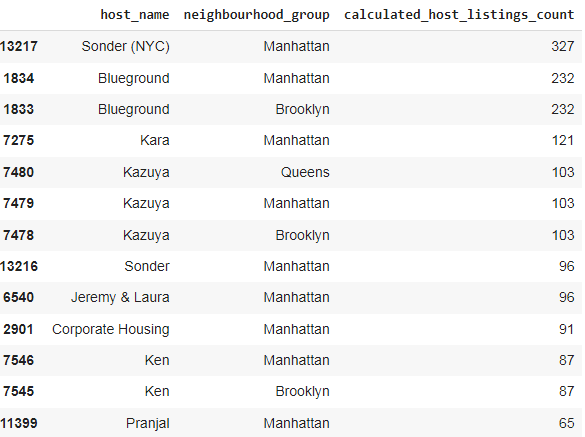 host_name neighbourhood_group calculated_host_listings_count
13217 Sonder (NYC) Manhattan 327
1834 Blueground Manhattan 232
1833 Blueground Brooklyn 232
7275 Kara Manhattan 121
7480 Kazuya Queens 103
7479 Kazuya Manhattan 103
7478 Kazuya Brooklyn 103
13216 Sonder Manhattan 96
6540 Jeremy & Laura Manhattan 96
2901 Corporate Housing Manhattan 91
7546 Ken Manhattan 87
7545 Ken Brooklyn 87
11399 Pranjal Manhattan 65